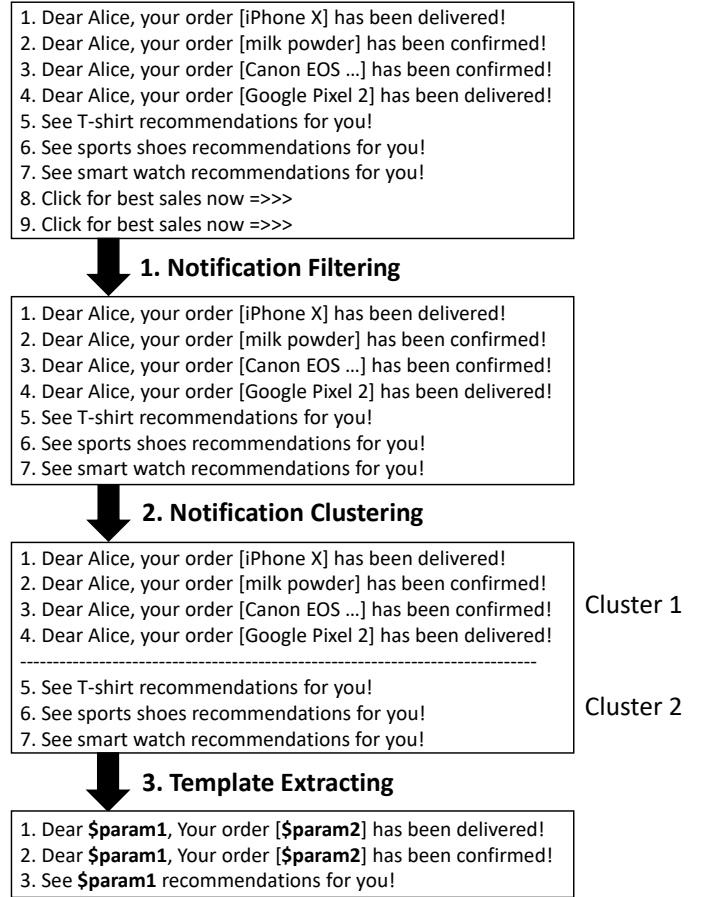 1. Dear Alice, your order [iPhone X] has been delivered!
2. Dear Alice, your order [milk powder] has been confirmed!
3. Dear Alice, your order [Canon EOS …] has been confirmed!
4. Dear Alice, your order [Google Pixel 2] has been delivered!
5. See T-shirt recommendations for you!
6. See sports shoes recommendations for you!
7. See smart watch recommendations for you!
8. Click for best sales now =>>>
9. Click for best sales now =>>>
1. Notification Filtering
1. Dear Alice, your order [iPhone X] has been delivered!
2. Dear Alice, your order [milk powder] has been confirmed!
3. Dear Alice, your order [Canon EOS …] has been confirmed!
4. Dear Alice, your order [Google Pixel 2] has been delivered!
5. See T-shirt recommendations for you!
6. See sports shoes recommendations for you!
7. See smart watch recommendations for you!
2. Notification Clustering
1. Dear Alice, your order [iPhone X] has been delivered!
2. Dear Alice, your order [milk powder] has been confirmed!
3. Dear Alice, your order [Canon EOS …] has been confirmed!
4. Dear Alice, your order [Google Pixel 2] has been delivered!
Cluster 1
------------------------------------------------------------------------------
5. See T-shirt recommendations for you!
6. See sports shoes recommendations for you!
7. See smart watch recommendations for you!
Cluster 2
3. Template Extracting
1. Dear $param1, Your order [$param2] has been delivered!
2. Dear $param1, Your order [$param2] has been confirmed!
3. See $param1 recommendations for you!